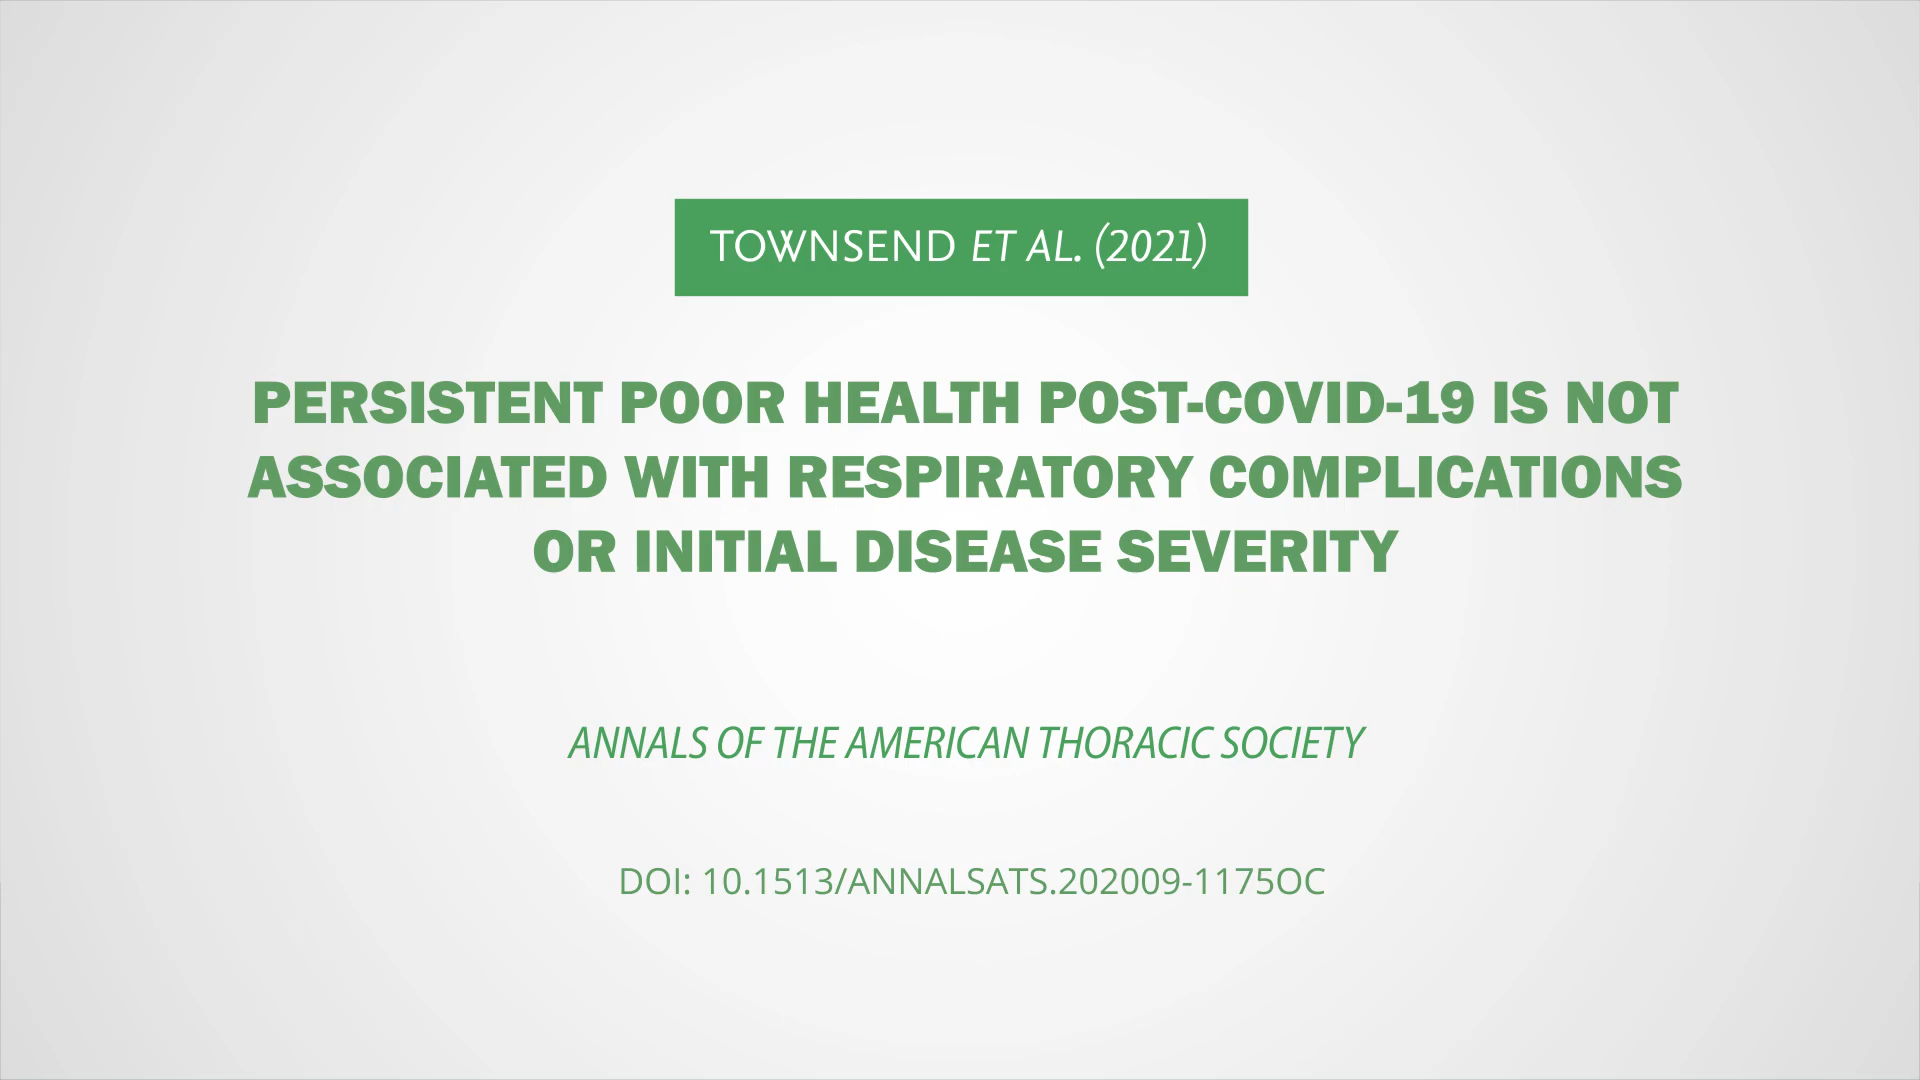 TOWNSEND ET AL. (2021)
PERSISTENT POOR HEALTH POST-COVID-19 IS NOT
ASSOCIATED WITH RESPIRATORY COMPLICATIONS
OR INITIAL DISEASE SEVERITY
ANNALS OF THE AMERICAN THORACIC SOCIETY
DOI: 10.1513/ANNALSATS.202009-1175OC